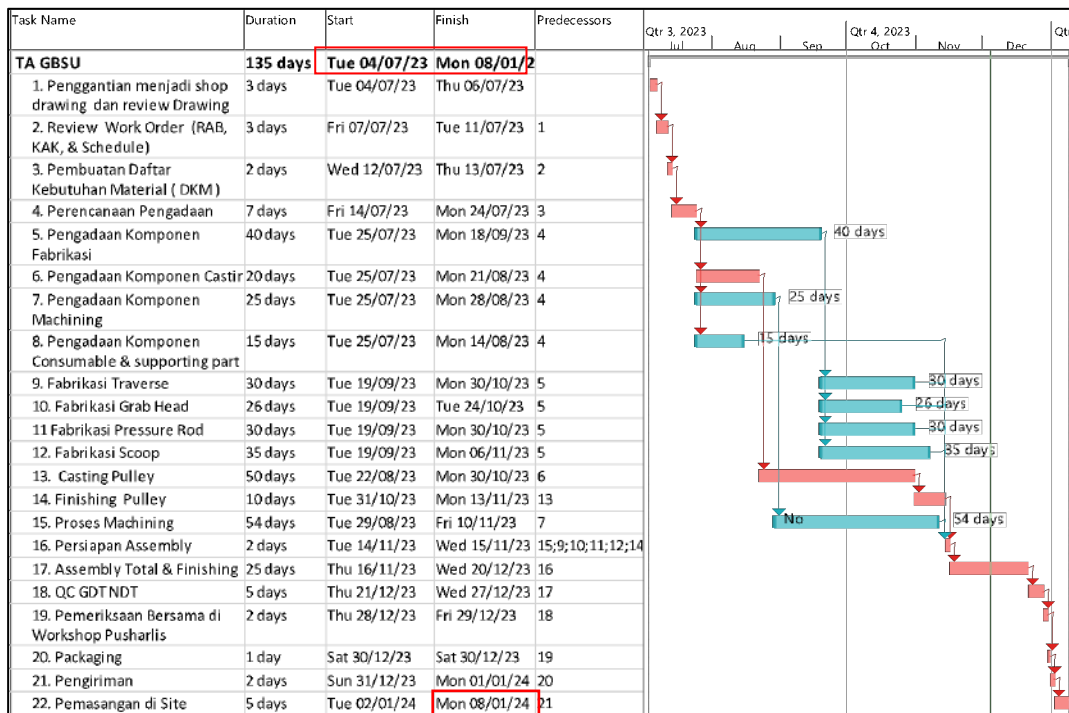 Task Name Duration Start Finish Predecessors
Qtr 3, 2023 Qtr 4, 2023 Qt
Jul Aug Sep Oct Nov Dec
TA GBSU 135 days Tue 04/07/23 Mon 08/01/2
1. Penggantian menjadi shop 3 days Tue 04/07/23 Thu 06/07/23
drawing dan review Drawing
2. Review Work Order (RAB, 3 days Fri 07/07/23 Tue 11/07/23 1
KAK, & Schedule)
3. Pembuatan Daftar 2 days Wed 12/07/23 Thu 13/07/23 2
Kebutuhan Material ( DKM )
4. Perencanaan Pengadaan 7 days Fri 14/07/23 Mon 24/07/23 3
5. Pengadaan Komponen 40 days Tue 25/07/23 Mon 18/09/23 4 40 days
Fabrikasi
6. Pengadaan Komponen Castir 20 days Tue 25/07/23 Mon 21/08/23 4
7. Pengadaan Komponen 25 days Tue 25/07/23 Mon 28/08/23 4 25 days
Machining
8. Pengadaan Komponen 15 days Tue 25/07/23 Mon 14/08/23 4 15 days
Consumable & supporting part
9. Fabrikasi Traverse 30 days Tue 19/09/23 Mon 30/10/23 5 30 days
10. Fabrikasi Grab Head 26 days Tue 19/09/23 Tue 24/10/23 5 26 days
11 Fabrikasi Pressure Rod 30 days Tue 19/09/23 Mon 30/10/23 5 30 days
12. Fabrikasi Scoop 35 days Tue 19/09/23 Mon 06/11/23 5 35 days
13. Casting Pulley 50 days Tue 22/08/23 Mon 30/10/23 6
14. Finishing Pulley 10 days Tue 31/10/23 Mon 13/11/23 13
15. Proses Machining 54 days Tue 29/08/23 Fri 10/11/23 7 No 54 days
16. Persiapan Assembly 2 days Tue 14/11/23 Wed 15/11/23 15;9;10;11;12;14
17. Assembly Total & Finishing 25 days Thu 16/11/23 Wed 20/12/23 16
18. QC GDT NDT 5 days Thu 21/12/23 Wed 27/12/23 17
19. Pemeriksaan Bersama di 2 days Thu 28/12/23 Fri 29/12/23 18
Workshop Pusharlis
20. Packaging 1 day Sat 30/12/23 Sat 30/12/23 19
21. Pengiriman 2 days Sun 31/12/23 Mon 01/01/24 20
22. Pemasangan di Site 5 days Tue 02/01/24 Mon 08/01/24 21